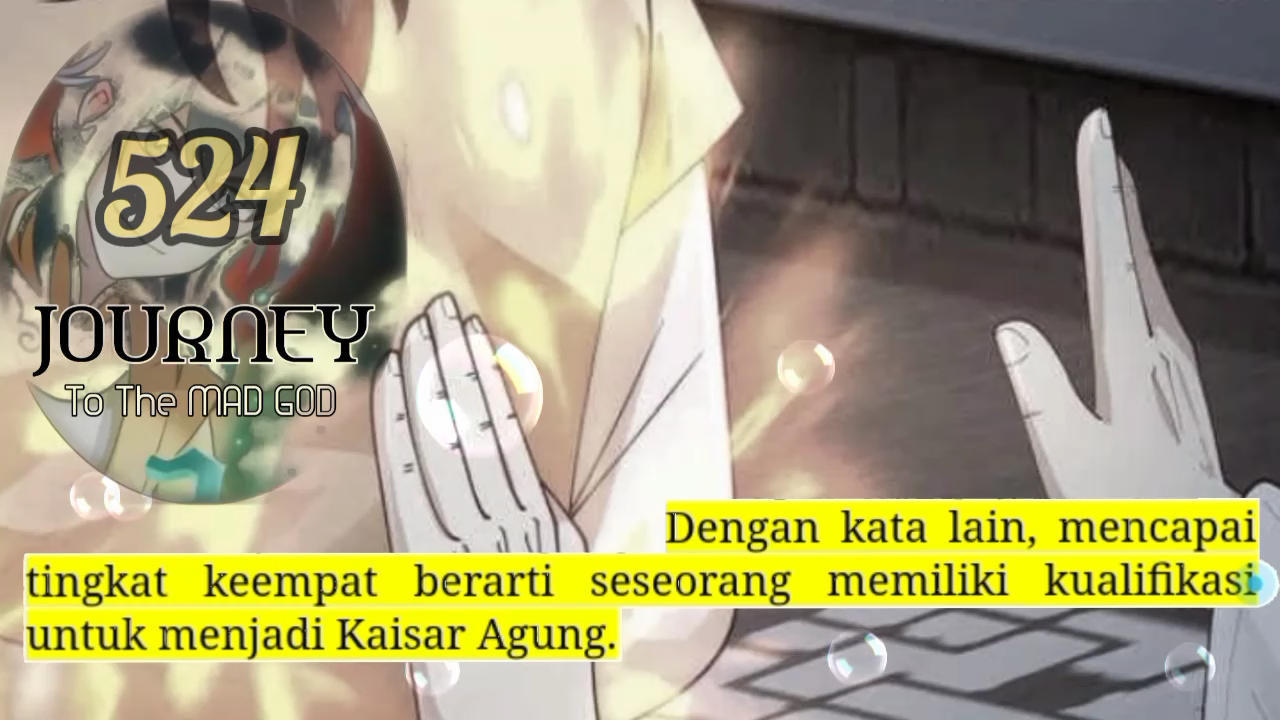 524
JOURNEY
To The MAD GOD
Dengan kata lain, mencapai
tingkat keempat berarti seseorang memiliki kualifikasi
untuk menjadi Kaisar Agung.